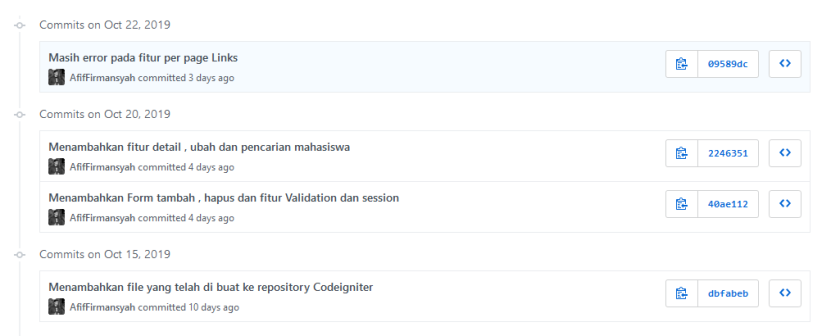 Commits on Oct 22, 2019
Masih error pada fitur per page Links
AfifFirmansyah committed 3 days ago
09589dc
Commits on Oct 20, 2019
Menambahkan fitur detail , ubah dan pencarian mahasiswa
AfifFirmansyah committed 4 days ago
2246351
Menambahkan Form tambah , hapus dan fitur Validation dan session
AfifFirmansyah committed 4 days ago
40ae112
Commits on Oct 15, 2019
Menambahkan file yang telah di buat ke repository Codeigniter
AfifFirmansyah committed 10 days ago
dbfabeb